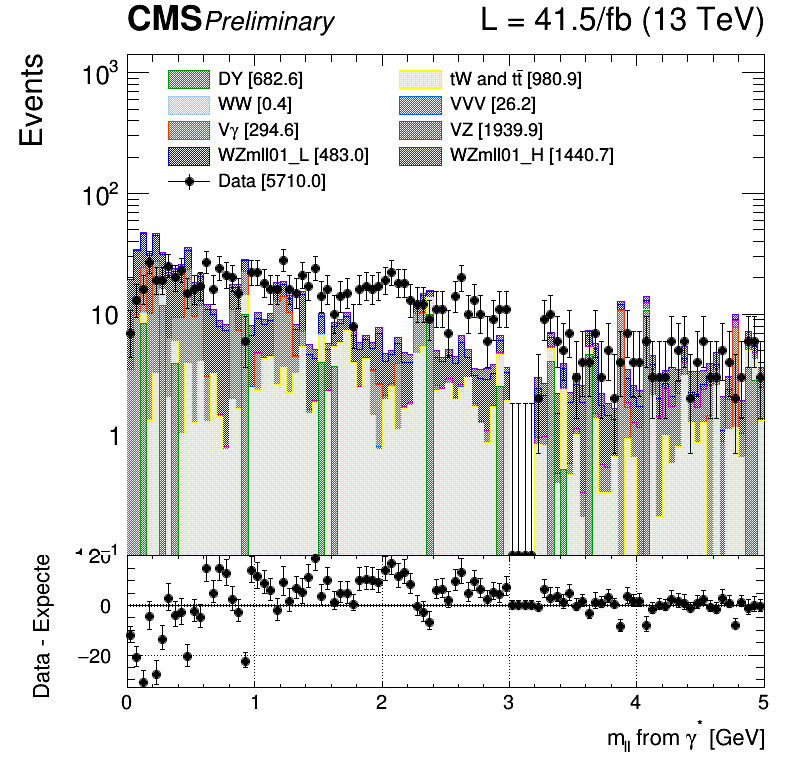 CMS Preliminary L = 41.5/fb (13 TeV)
Events
10³
10²
10
1
DY [682.6] tW and tt̄ [980.9]
WW [0.4] VVV [26.2]
Vγ [294.6] VZ [1939.9]
WZmll01_L [483.0] WZmll01_H [1440.7]
Data [5710.0]
Data - Expecte
0
−20
0 1 2 3 4 5
m_ll from γ* [GeV]